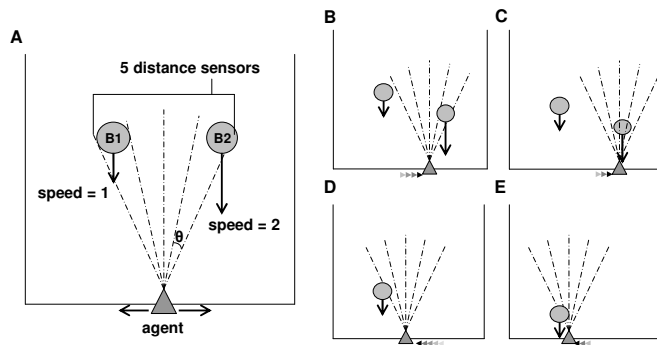 A
5 distance sensors
B1
B2
speed = 1
speed = 2
θ
agent
B
C
D
E